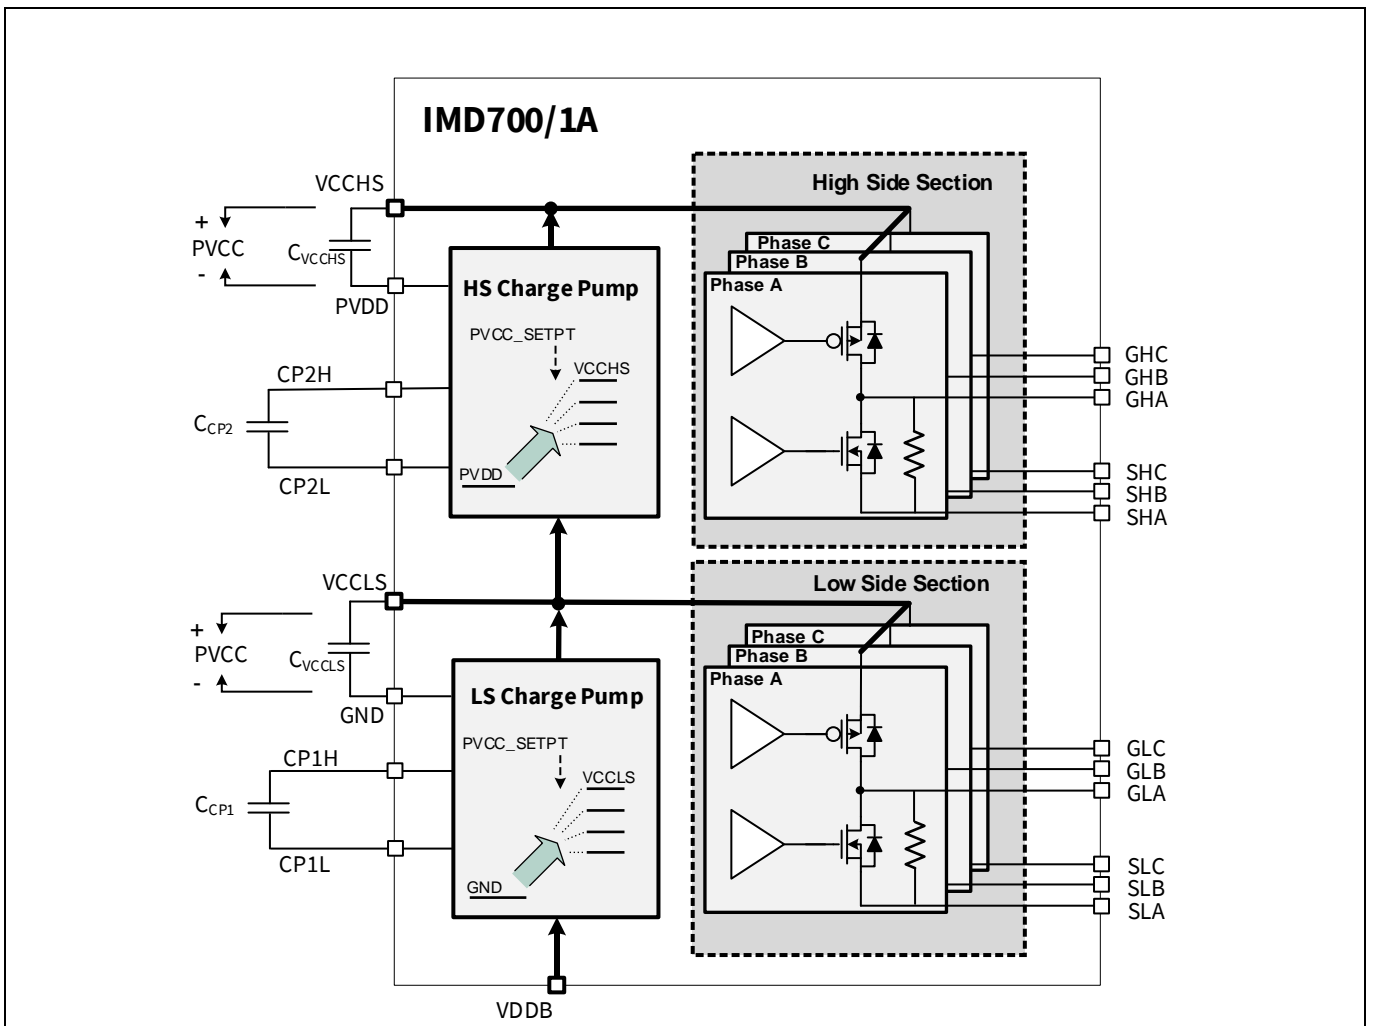 IMD700/1A
VCCHS
+
PVCC
-
CVCCHS
PVDD
HS Charge Pump
PVCC_SETPT
VCCHS
PVDD
CP2H
CCP2
CP2L
High Side Section
Phase C
Phase B
Phase A
GHC
GHB
GHA
SHC
SHB
SHA
VCCLS
+
PVCC
-
CVCCLS
GND
LS Charge Pump
PVCC_SETPT
VCCLS
GND
CP1H
CCP1
CP1L
Low Side Section
Phase C
Phase B
Phase A
GLC
GLB
GLA
SLC
SLB
SLA
VDDB